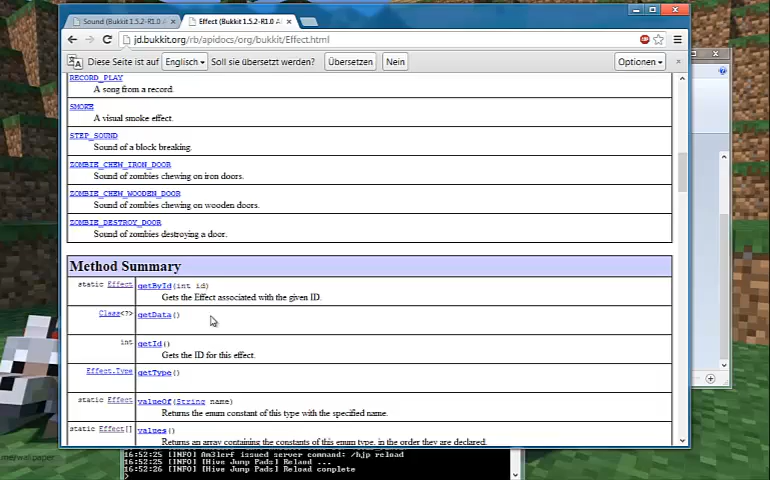 Sound (Bukkit 1.5.2-R1.0 A
Effect (Bukkit 1.5.2-R1.0 A
jd.bukkit.org/rb/apidocs/org/bukkit/Effect.html
Diese Seite ist auf Englisch Soll sie übersetzt werden? Übersetzen Nein Optionen
RECORD_PLAY
A song from a record.
SMOKE
A visual smoke effect.
STEP_SOUND
Sound of a block breaking.
ZOMBIE_CHEW_IRON_DOOR
Sound of zombies chewing on iron doors.
ZOMBIE_CHEW_WOODEN_DOOR
Sound of zombies chewing on wooden doors.
ZOMBIE_DESTROY_DOOR
Sound of zombies destroying a door.
Method Summary
static Effect getById(int id)
Gets the Effect associated with the given ID.
Class<?> getData()
int getId()
Gets the ID for this effect.
Effect.Type getType()
static Effect valueOf(String name)
Returns the enum constant of this type with the specified name.
static Effect[] values()
Returns an array containing the constants of this enum type, in the order they are declared.
16:52:25 [INFO] Am3lerf issued server command: /hjp reload
16:52:25 [INFO] [Hive Jump Pads] Reload ...
16:52:26 [INFO] [Hive Jump Pads] Reload complete
>